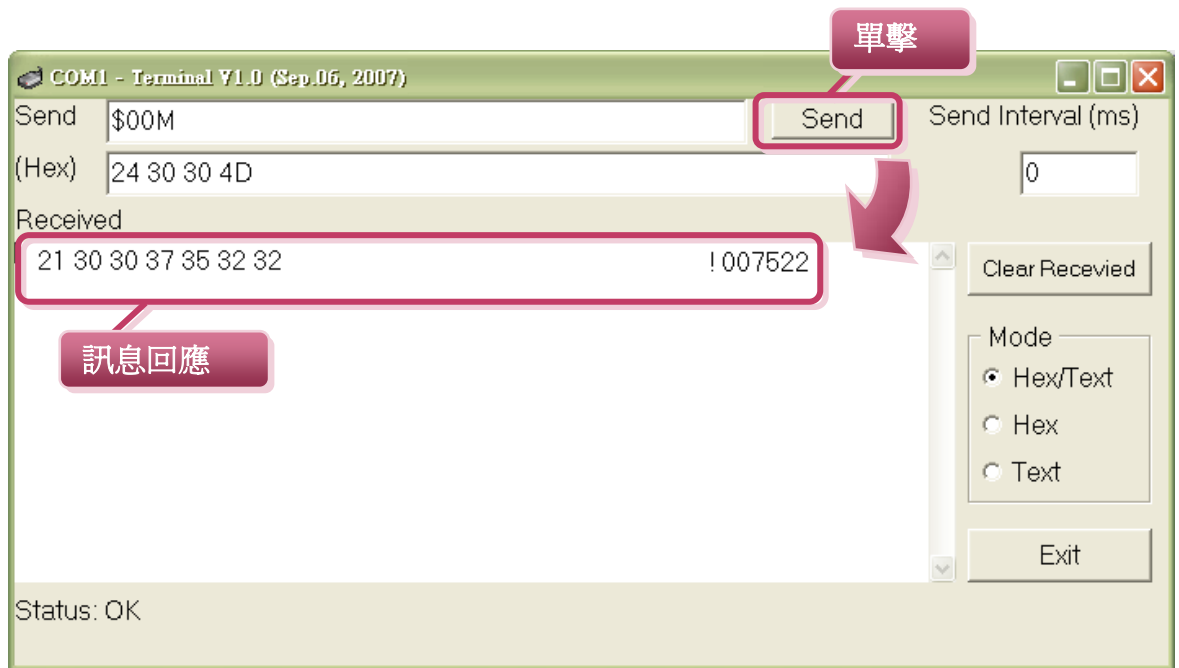 單擊
COM1 - Terminal V1.0 (Sep.06, 2007)
Send $00M Send Send Interval (ms)
(Hex) 24 30 30 4D 0
Received
21 30 30 37 35 32 32 !007522
Clear Recevied
訊息回應
Mode
Hex/Text
Hex
Text
Exit
Status: OK